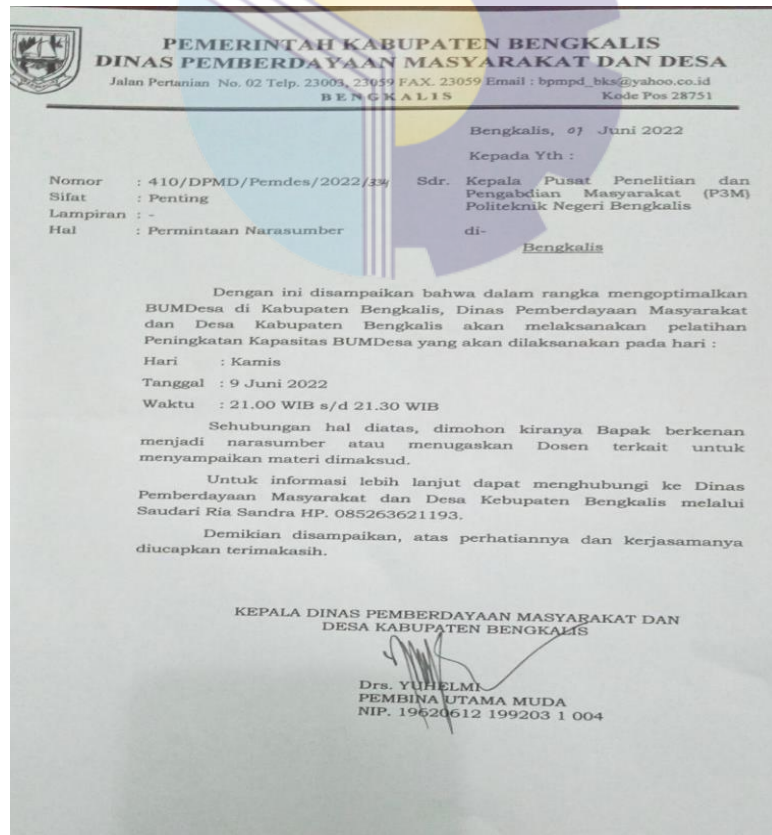 PEMERINTAH KABUPATEN BENGKALIS
DINAS PEMBERDAYAAN MASYARAKAT DAN DESA
Jalan Pertanian No. 02 Telp. 23003, 23059 FAX. 23059 Email : bpmpd_bks@yahoo.co.id
BENGKALIS Kode Pos 28751
Bengkalis, 07 Juni 2022
Kepada Yth :
Nomor : 410/DPMD/Pemdes/2022/334 Sdr. Kepala Pusat Penelitian dan
Sifat : Penting Pengabdian Masyarakat (P3M)
Lampiran : - Politeknik Negeri Bengkalis
Hal : Permintaan Narasumber di-
Bengkalis
Dengan ini disampaikan bahwa dalam rangka mengoptimalkan
BUMDesa di Kabupaten Bengkalis, Dinas Pemberdayaan Masyarakat
dan Desa Kabupaten Bengkalis akan melaksanakan pelatihan
Peningkatan Kapasitas BUMDesa yang akan dilaksanakan pada hari :
Hari : Kamis
Tanggal : 9 Juni 2022
Waktu : 21.00 WIB s/d 21.30 WIB
Sehubungan hal diatas, dimohon kiranya Bapak berkenan
menjadi narasumber atau menugaskan Dosen terkait untuk
menyampaikan materi dimaksud.
Untuk informasi lebih lanjut dapat menghubungi ke Dinas
Pemberdayaan Masyarakat dan Desa Kebupaten Bengkalis melalui
Saudari Ria Sandra HP. 085263621193.
Demikian disampaikan, atas perhatiannya dan kerjasamanya
diucapkan terimakasih.
KEPALA DINAS PEMBERDAYAAN MASYARAKAT DAN
DESA KABUPATEN BENGKALIS
Drs. YUHELMI
PEMBINA UTAMA MUDA
NIP. 19620612 199203 1 004